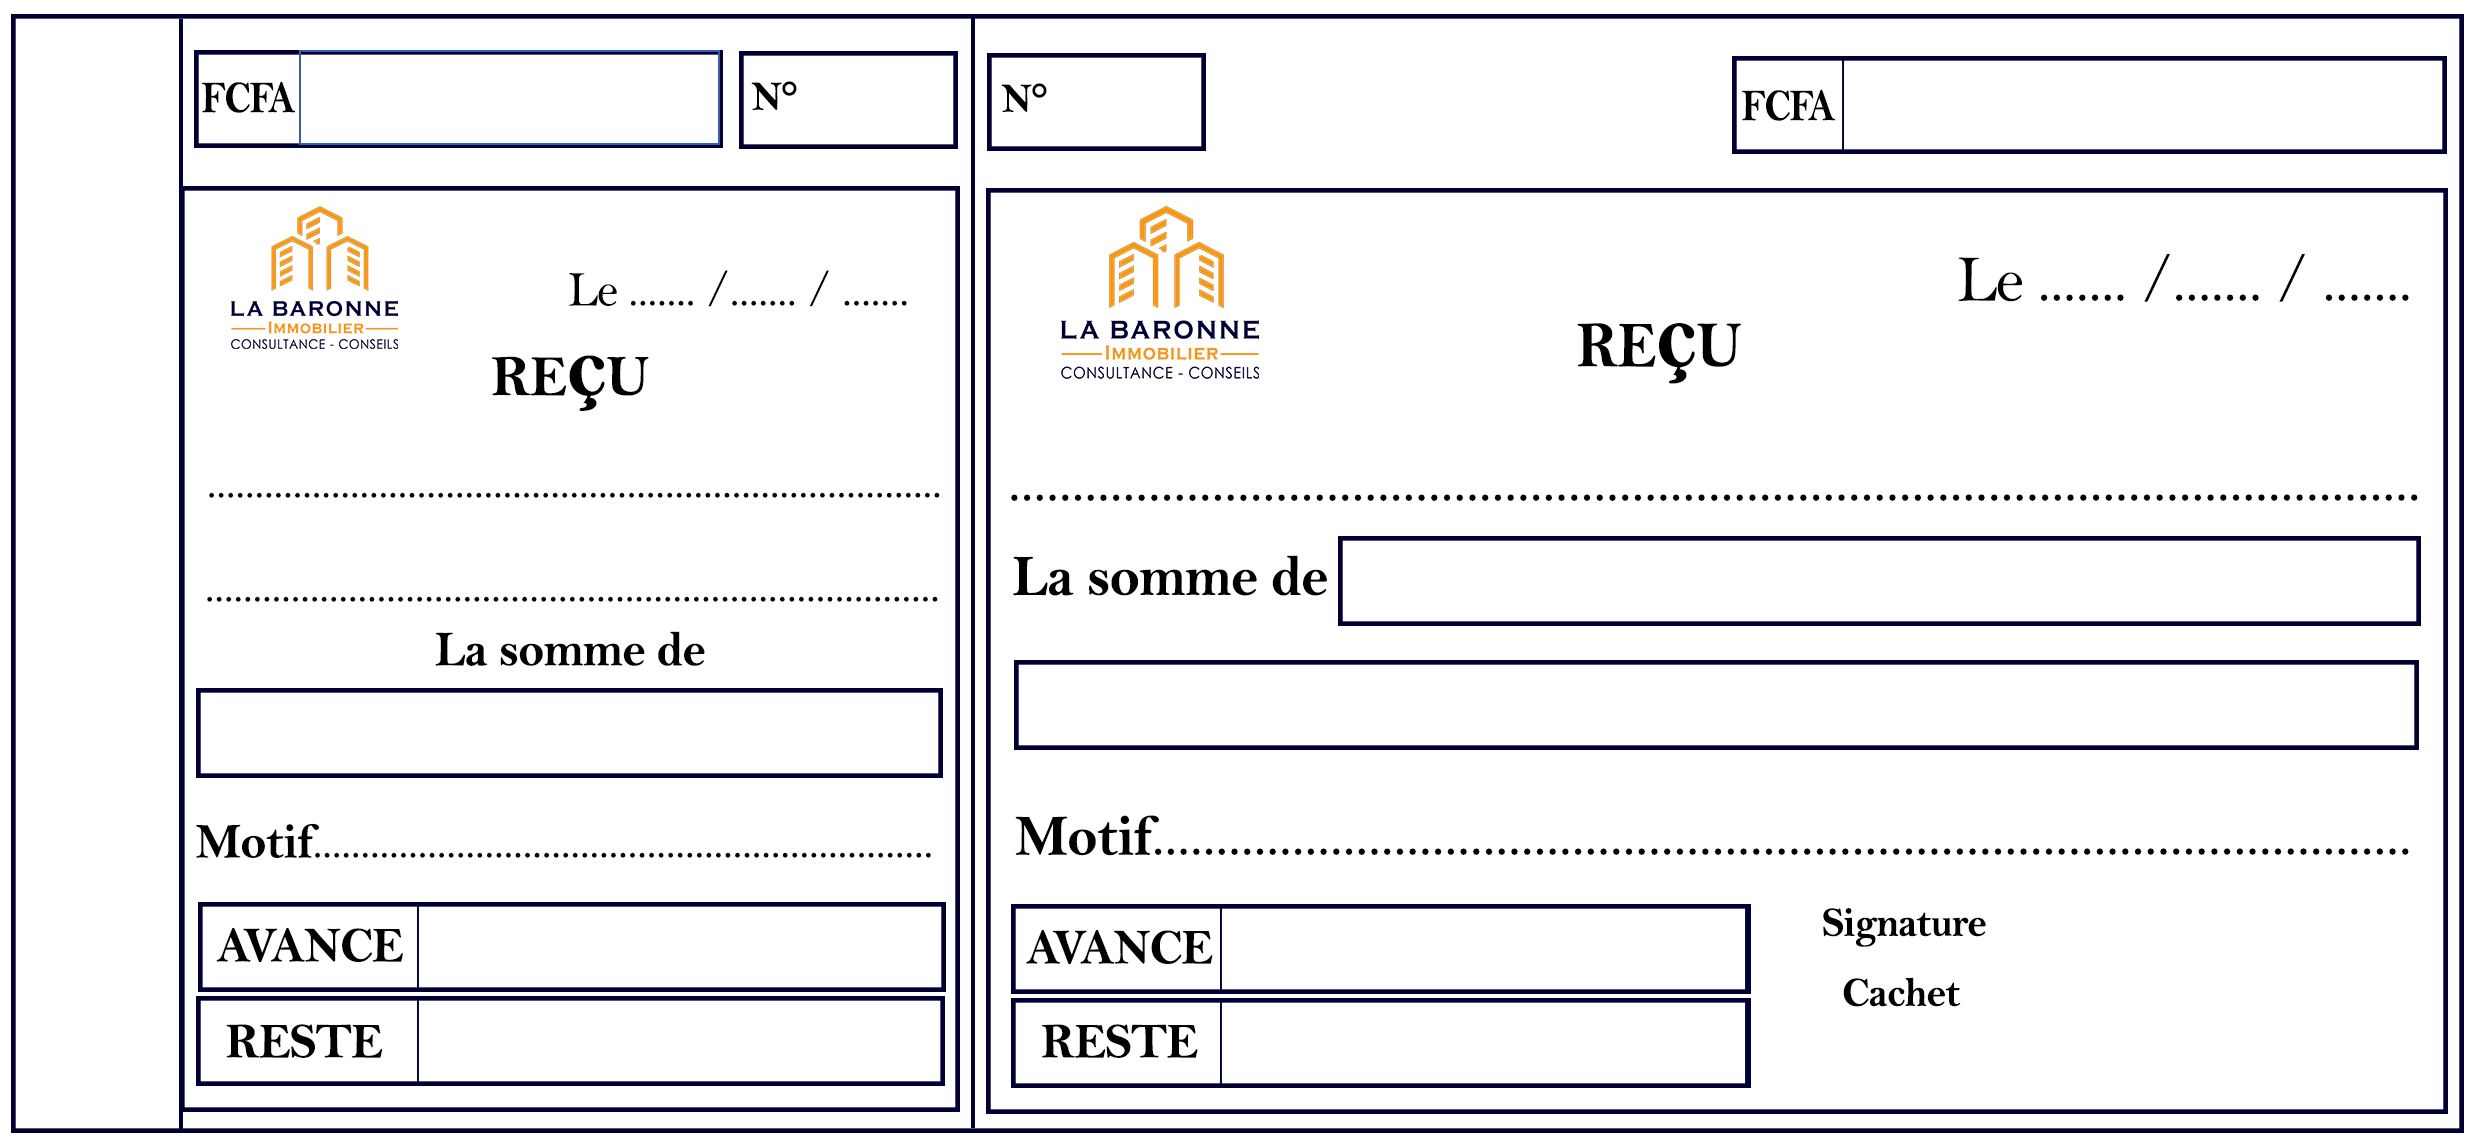 FCFA
N°
LA BARONNE
IMMOBILIER
CONSULTANCE - CONSEILS
Le ....... /....... / .......
REÇU
.............................................................................
.............................................................................
La somme de
Motif.................................................................
AVANCE
RESTE
N°
FCFA
LA BARONNE
IMMOBILIER
CONSULTANCE - CONSEILS
Le ....... /....... / .......
REÇU
....................................................................................................................
La somme de
Motif....................................................................................................
AVANCE
RESTE
Signature
Cachet